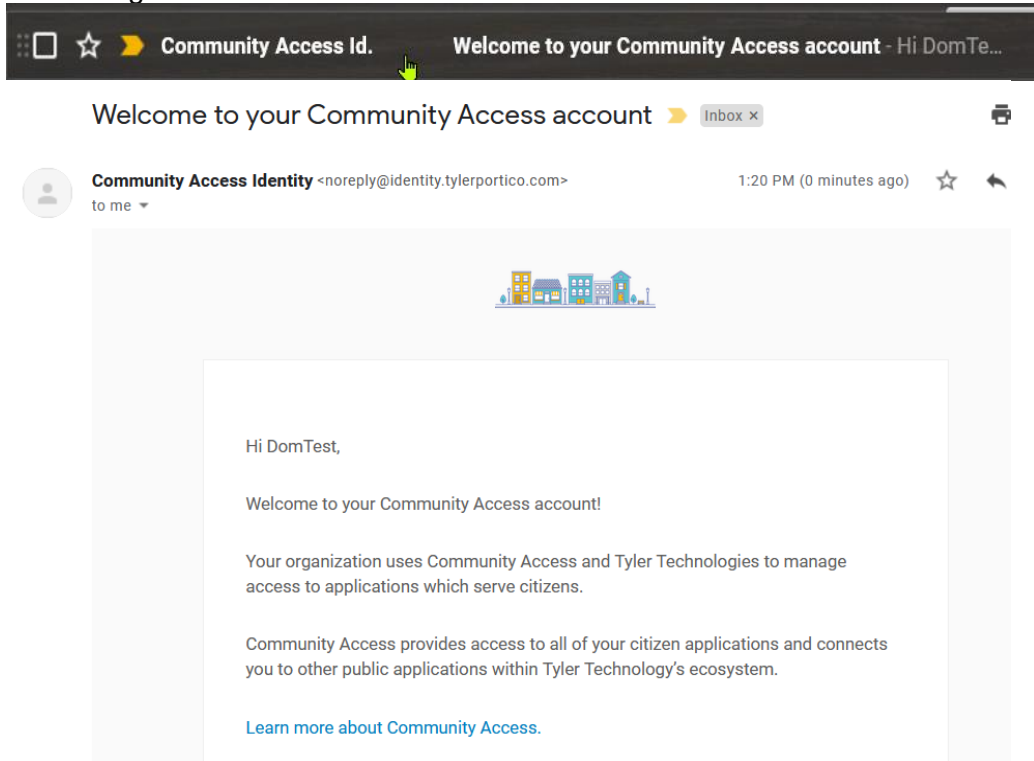 Community Access Id. Welcome to your Community Access account - Hi DomTe...
Welcome to your Community Access account Inbox ×
Community Access Identity <noreply@identity.tylerportico.com> 1:20 PM (0 minutes ago)
to me
Hi DomTest,
Welcome to your Community Access account!
Your organization uses Community Access and Tyler Technologies to manage
access to applications which serve citizens.
Community Access provides access to all of your citizen applications and connects
you to other public applications within Tyler Technology’s ecosystem.
Learn more about Community Access.